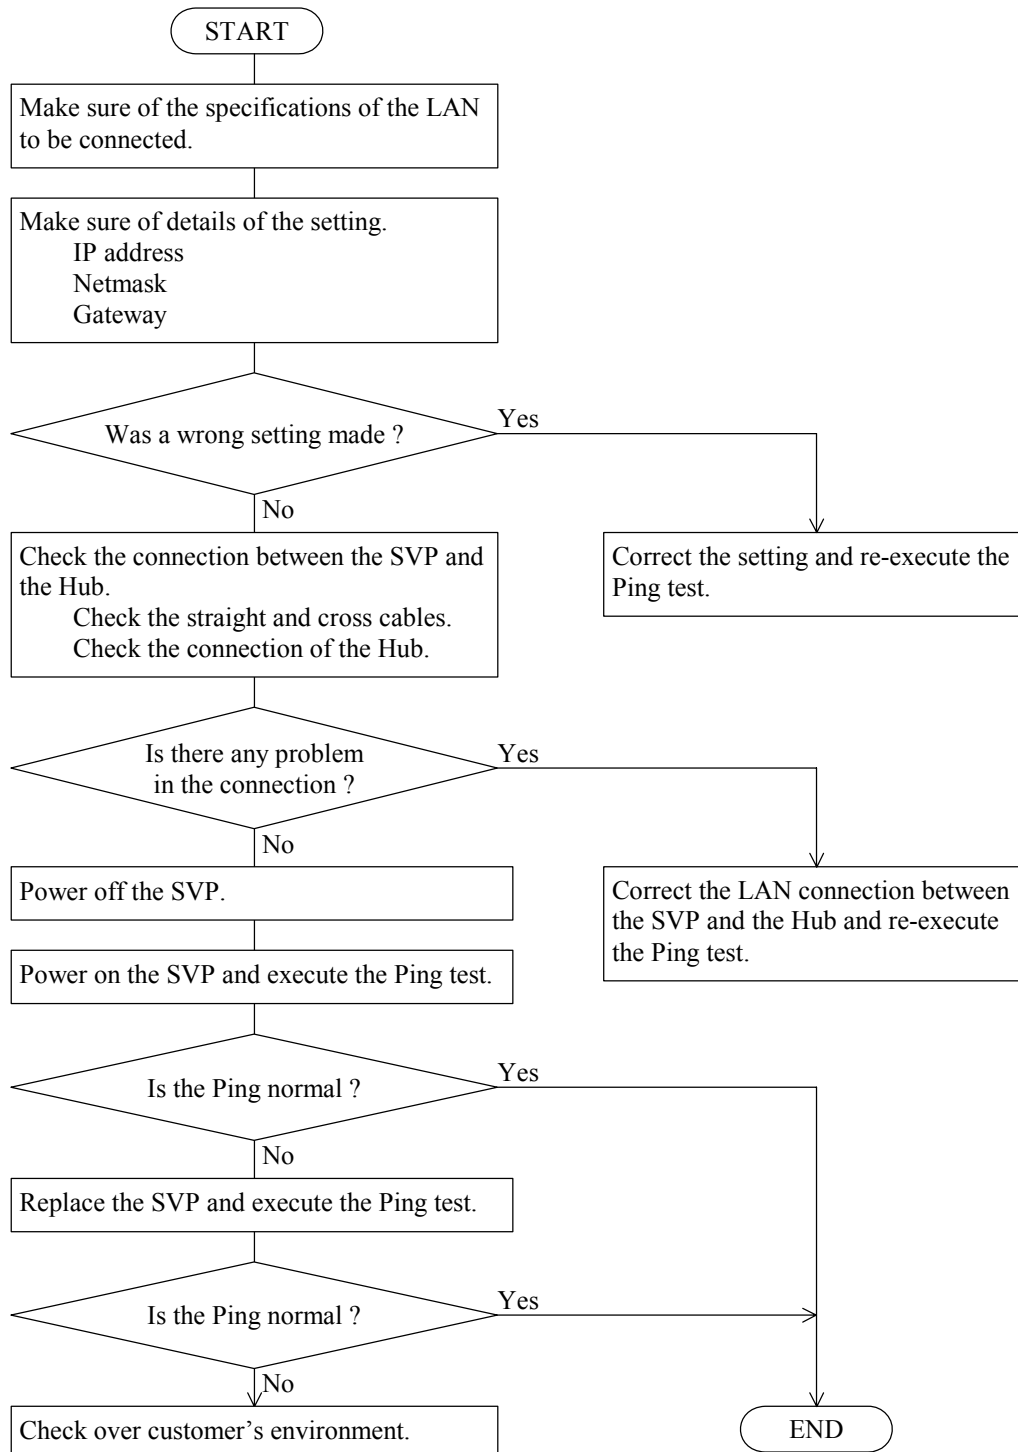 START
Make sure of the specifications of the LAN
to be connected.
Make sure of details of the setting.
IP address
Netmask
Gateway
Was a wrong setting made ?
Yes
No
Check the connection between the SVP and
the Hub.
Check the straight and cross cables.
Check the connection of the Hub.
Correct the setting and re-execute the
Ping test.
Is there any problem
in the connection ?
Yes
No
Power off the SVP.
Correct the LAN connection between
the SVP and the Hub and re-execute
the Ping test.
Power on the SVP and execute the Ping test.
Is the Ping normal ?
Yes
No
Replace the SVP and execute the Ping test.
Is the Ping normal ?
Yes
No
Check over customer’s environment.
END